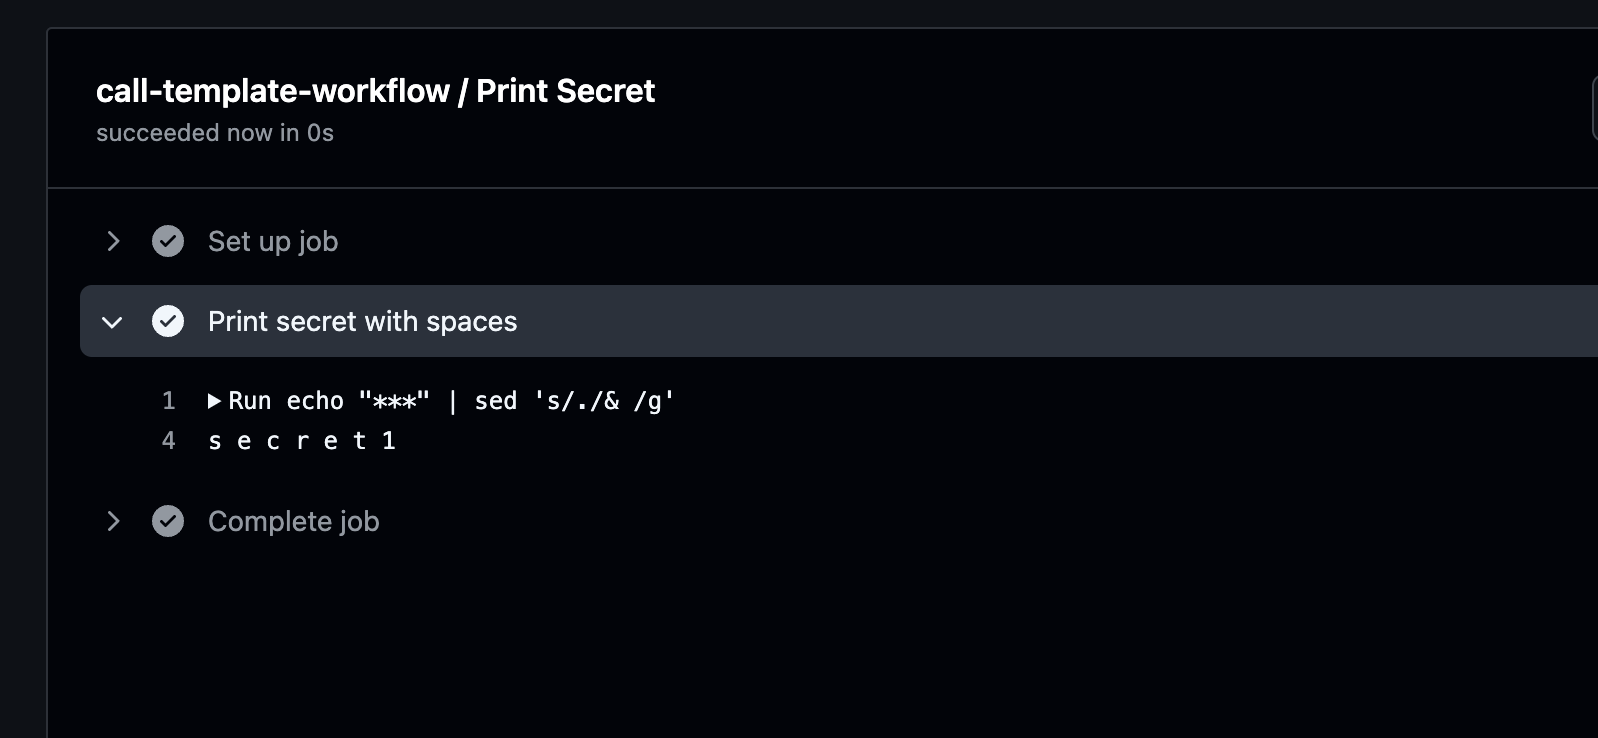 call-template-workflow / Print Secret
succeeded now in 0s
Set up job
Print secret with spaces
1 ▶Run echo "***" | sed 's/./& /g'
4 s e c r e t 1
Complete job